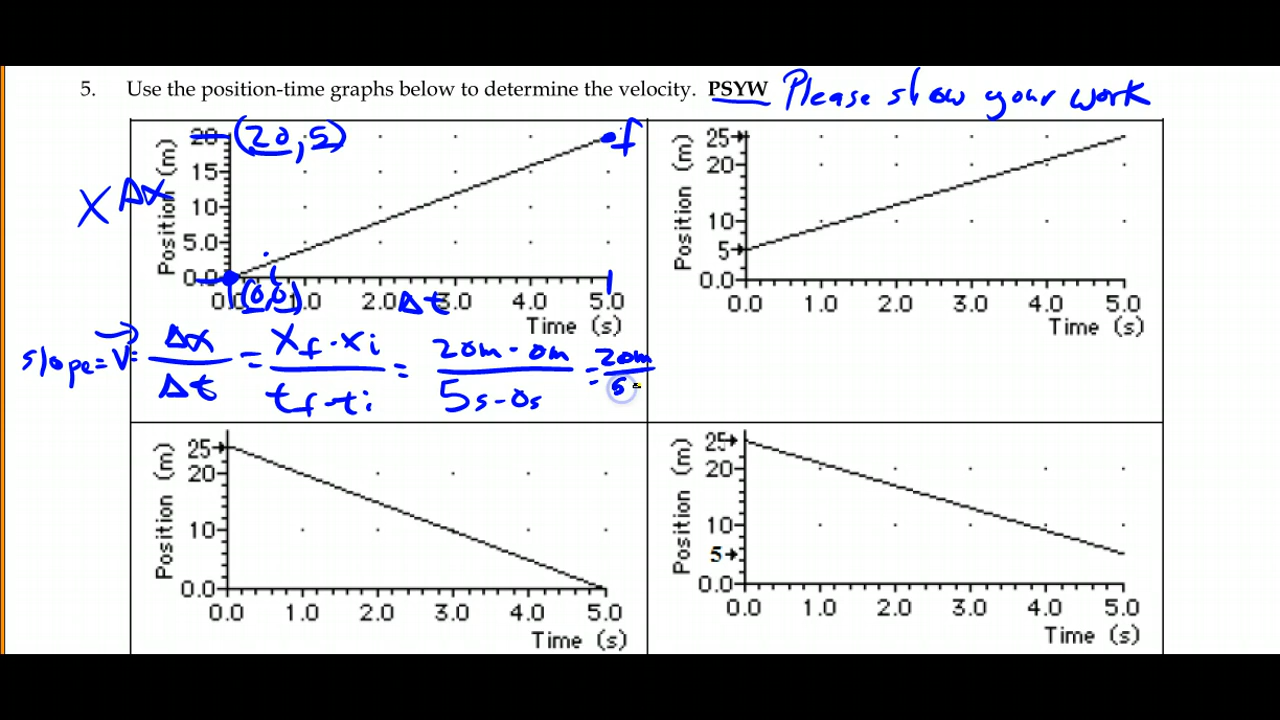 5. Use the position-time graphs below to determine the velocity. PSYW Please show your work
20 (20,5) f
15
10
5.0
0.0
Position (m)
X Δx
i
0.0 (0,0) 1.0 2.0 Δt 3.0 4.0 5.0
Time (s)
slope = V = Δx/Δt = (Xf - Xi)/(tf - ti) = (20m - 0m)/(5s - 0s) = 20m/5
25
20
10
5
0.0
Position (m)
0.0 1.0 2.0 3.0 4.0 5.0
Time (s)
25
20
10
0.0
Position (m)
0.0 1.0 2.0 3.0 4.0 5.0
Time (s)
25
20
10
5
0.0
Position (m)
0.0 1.0 2.0 3.0 4.0 5.0
Time (s)